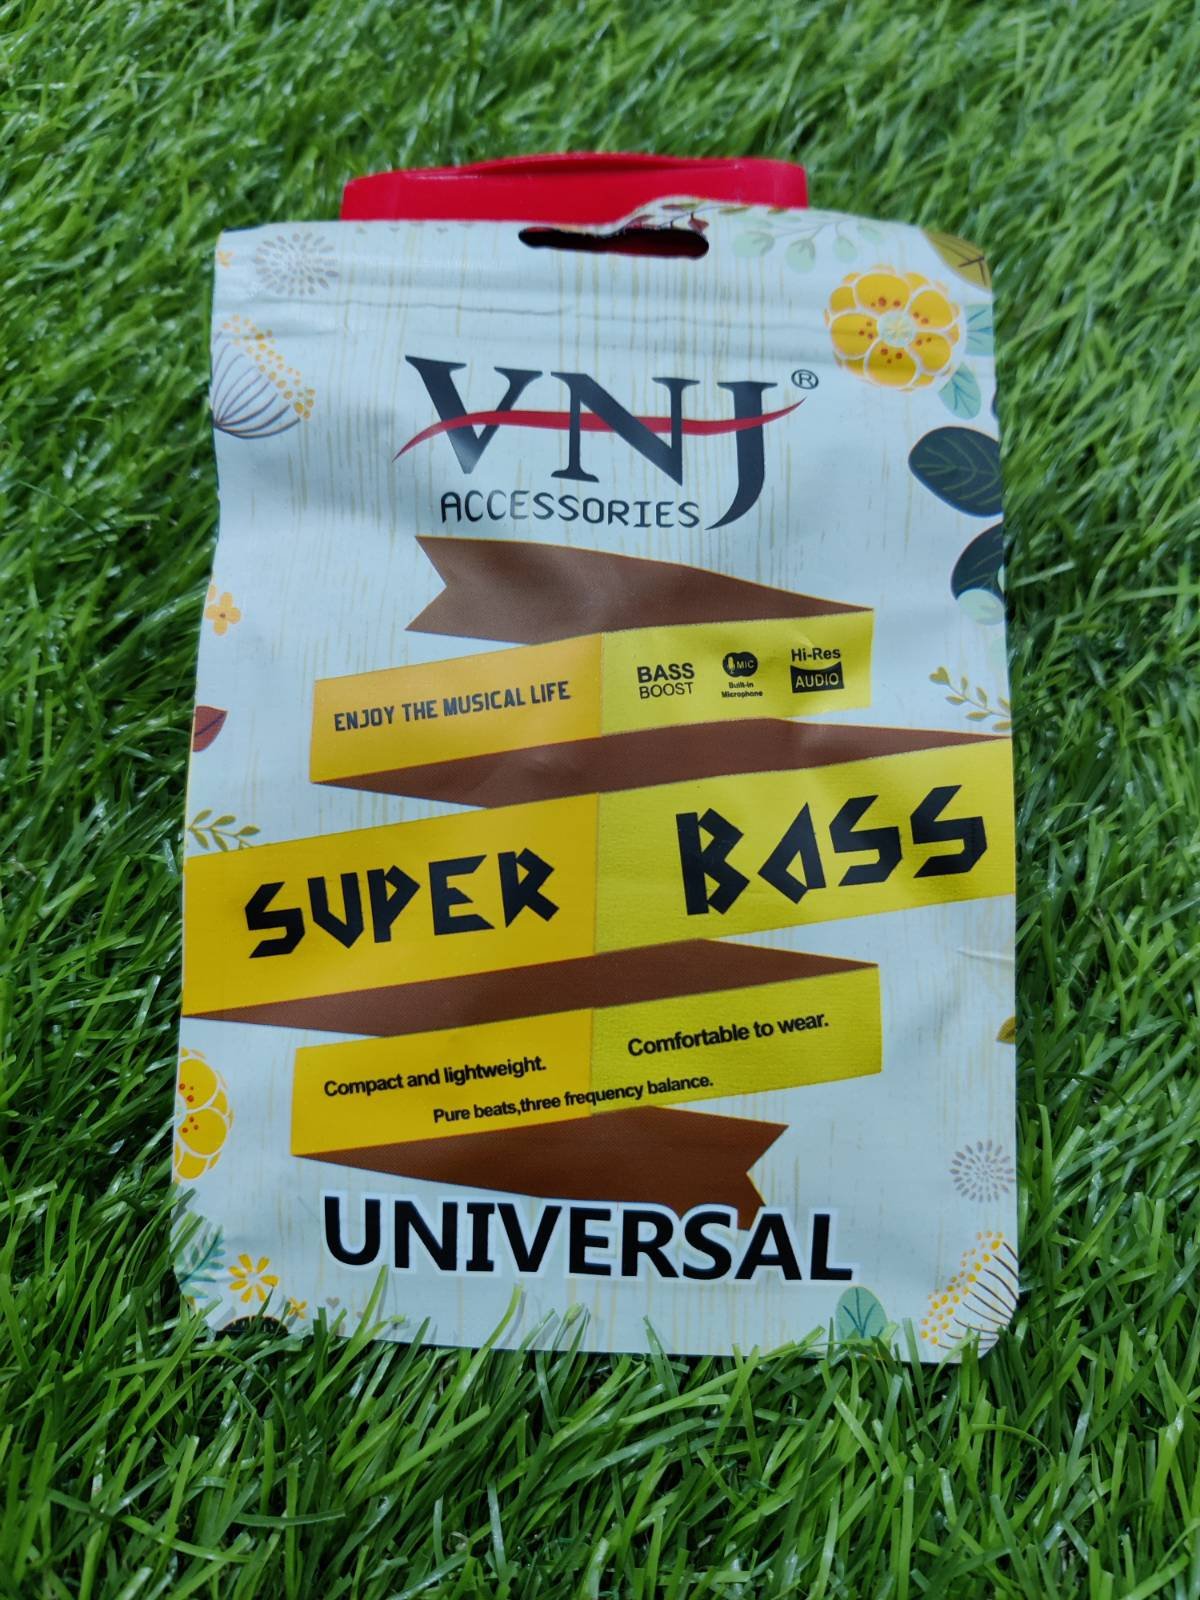 VNJ®
ACCESSORIES
ENJOY THE MUSICAL LIFE
BASS
BOOST
MIC
Built-in
Microphone
Hi-Res
AUDIO
SUPER BASS
Compact and lightweight.
Comfortable to wear.
Pure beats,three frequency balance.
UNIVERSAL